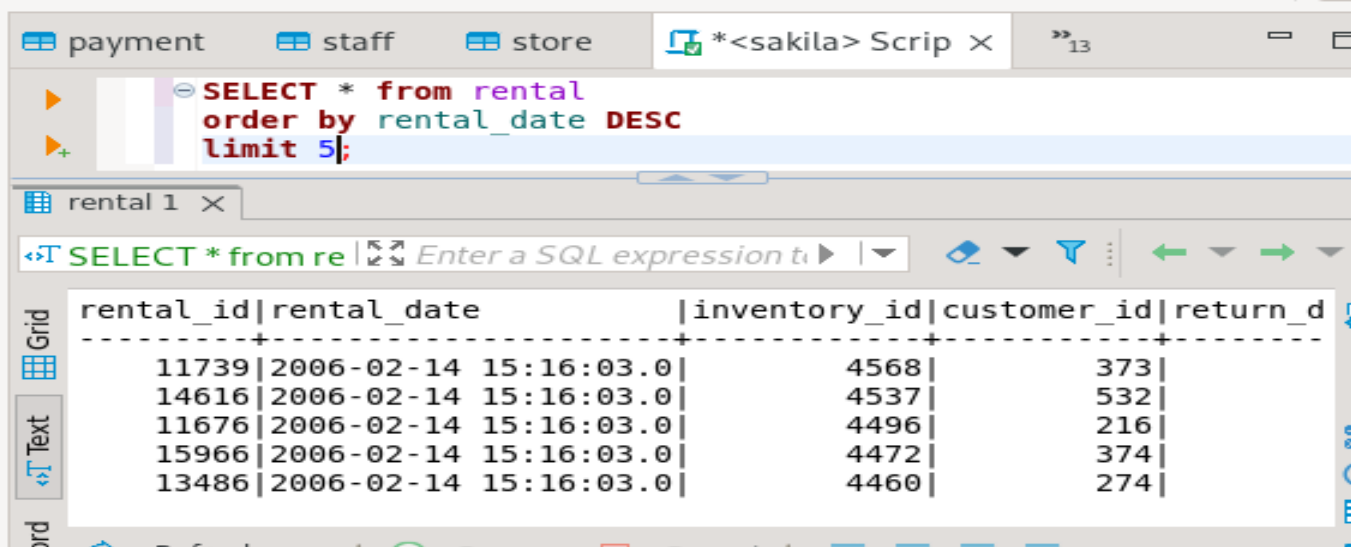 payment staff store *<sakila> Scrip »13
SELECT * from rental
order by rental_date DESC
limit 5;
rental 1
SELECT * from re Enter a SQL expression t
Grid
Text
rental_id|rental_date |inventory_id|customer_id|return_d
---------+---------------------+------------+-----------+--------
11739|2006-02-14 15:16:03.0| 4568| 373|
14616|2006-02-14 15:16:03.0| 4537| 532|
11676|2006-02-14 15:16:03.0| 4496| 216|
15966|2006-02-14 15:16:03.0| 4472| 374|
13486|2006-02-14 15:16:03.0| 4460| 274|
ord